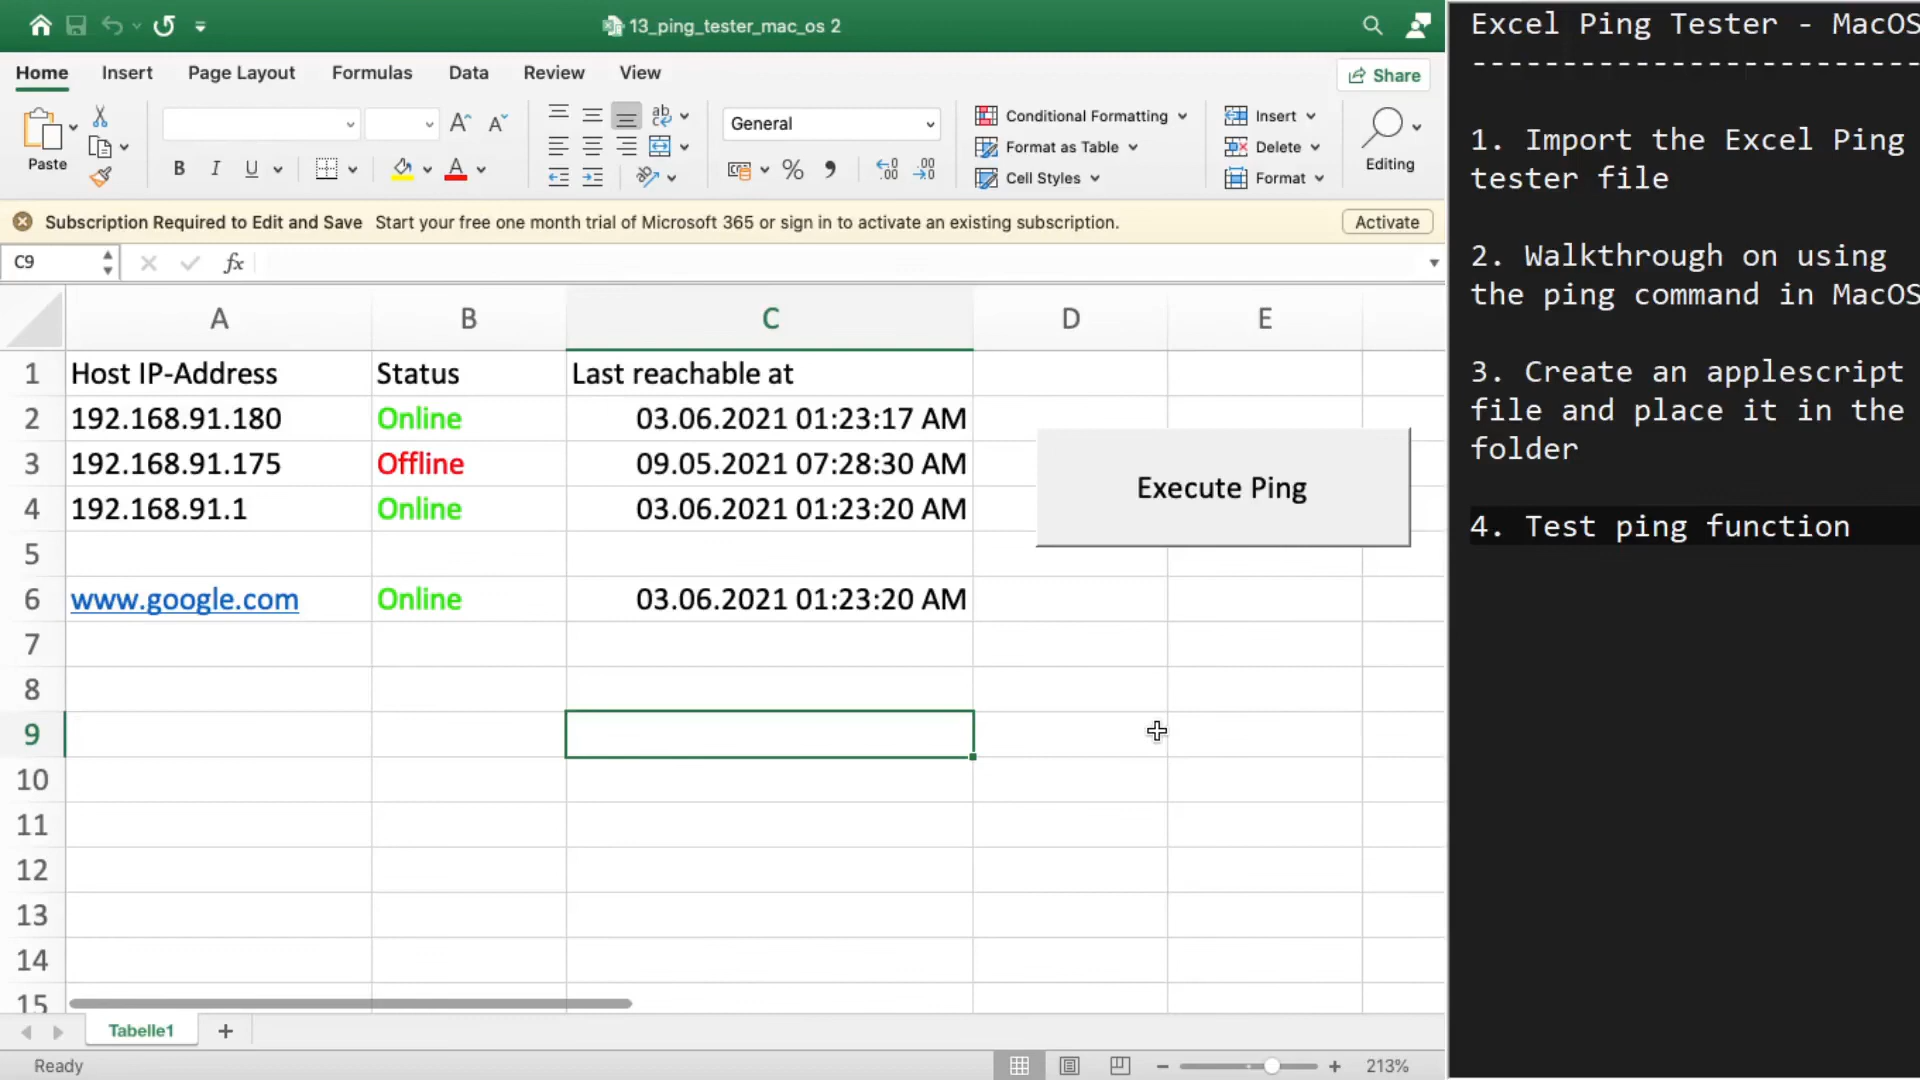 13_ping_tester_mac_os 2
Home Insert Page Layout Formulas Data Review View
Share
Paste
General
Conditional Formatting
Format as Table
Cell Styles
Insert
Delete
Format
Editing
Subscription Required to Edit and Save Start your free one month trial of Microsoft 365 or sign in to activate an existing subscription. Activate
C9 fx
A B C D E
1 Host IP-Address Status Last reachable at
2 192.168.91.180 Online 03.06.2021 01:23:17 AM
3 192.168.91.175 Offline 09.05.2021 07:28:30 AM
4 192.168.91.1 Online 03.06.2021 01:23:20 AM
5
6 www.google.com Online 03.06.2021 01:23:20 AM
7
8
9
10
11
12
13
14
15
Execute Ping
Tabelle1
Ready
213%
Excel Ping Tester - MacOS
-------------------------
1. Import the Excel Ping
tester file
2. Walkthrough on using
the ping command in MacOS
3. Create an applescript
file and place it in the
folder
4. Test ping function